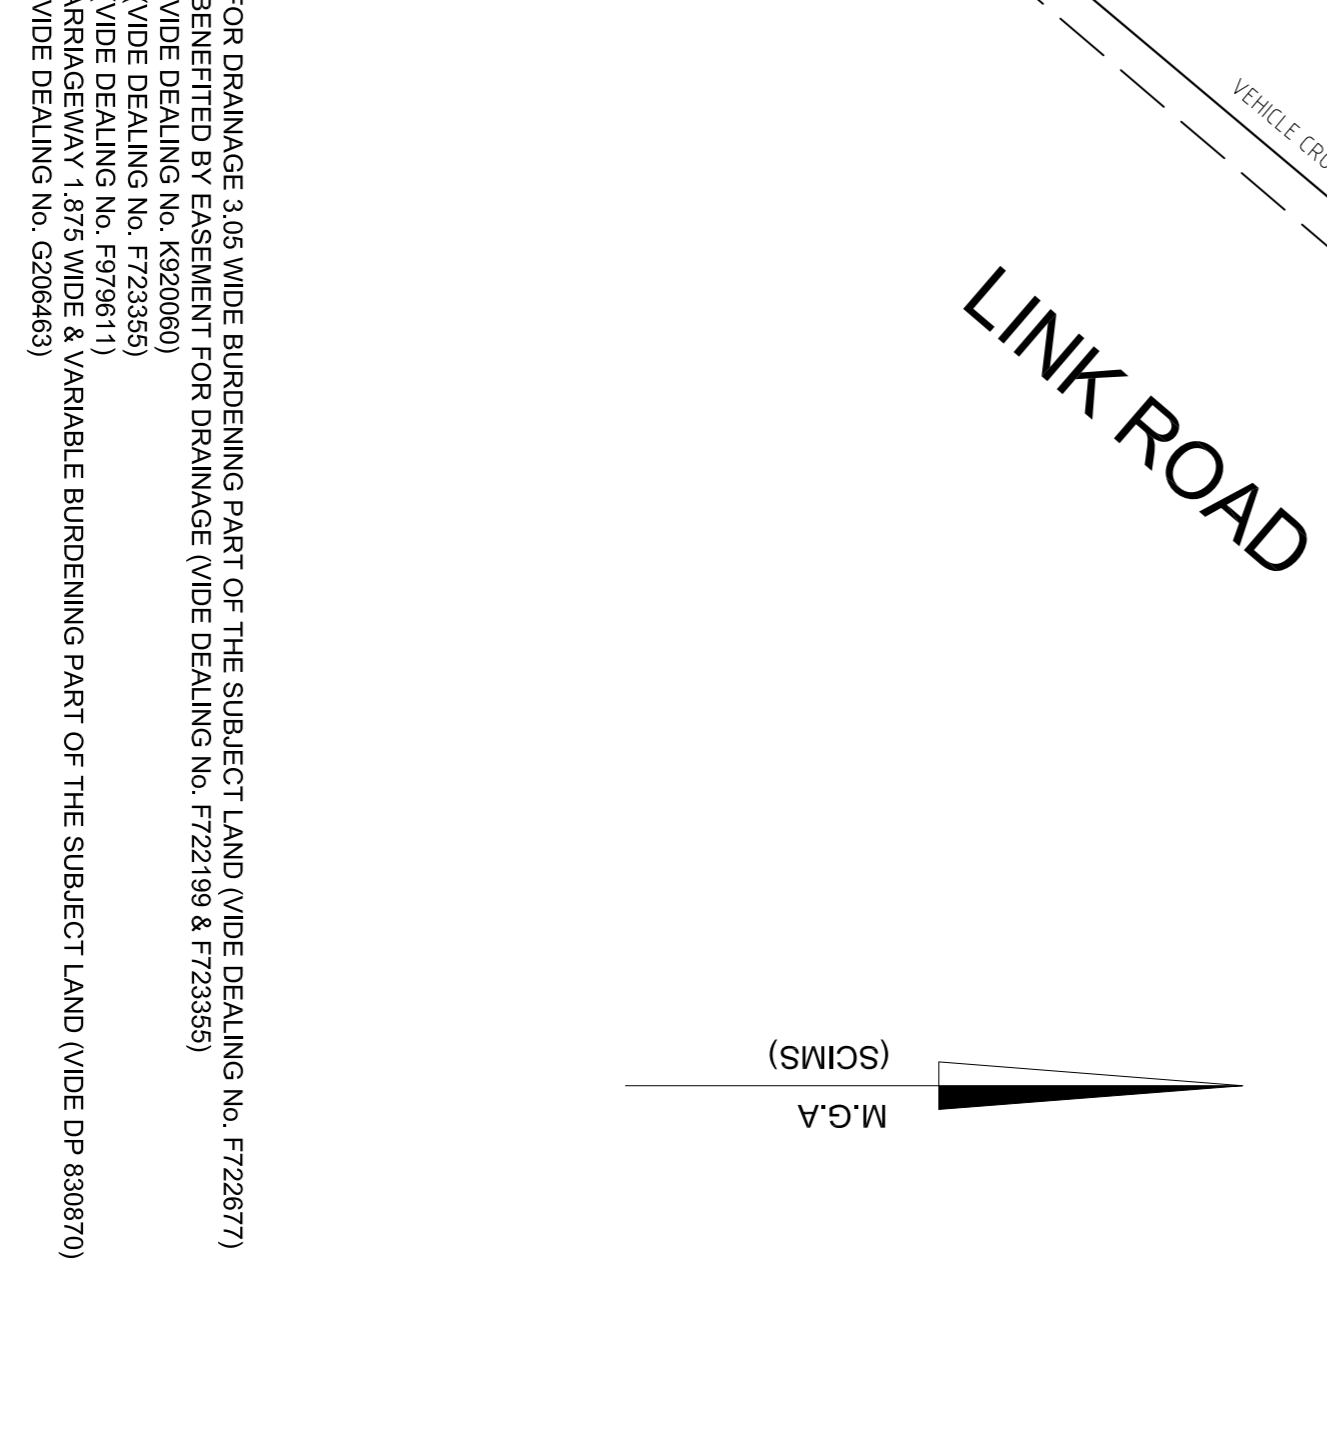 FOR DRAINAGE 3.05 WIDE BURDENING PART OF THE SUBJECT LAND (VIDE DEALING No. F722677)
BENEFITED BY EASEMENT FOR DRAINAGE (VIDE DEALING No. F722199 & F723355)
VIDE DEALING No. K920060)
(VIDE DEALING No. F723355)
(VIDE DEALING No. F979611)
ARRIAGEWAY 1.875 WIDE & VARIABLE BURDENING PART OF THE SUBJECT LAND (VIDE DP 830870)
VIDE DEALING No. G206463)
VEHICLE CRO
LINK ROAD
M.G.A
(SCIMS)